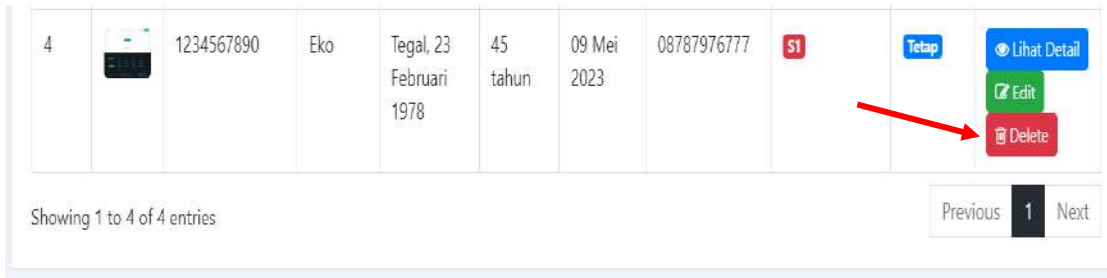 4 1234567890 Eko Tegal, 23 45 09 Mei 08787976777 S1 Tetap Lihat Detail
Februari tahun 2023 Edit
1978 Delete
Showing 1 to 4 of 4 entries Previous 1 Next